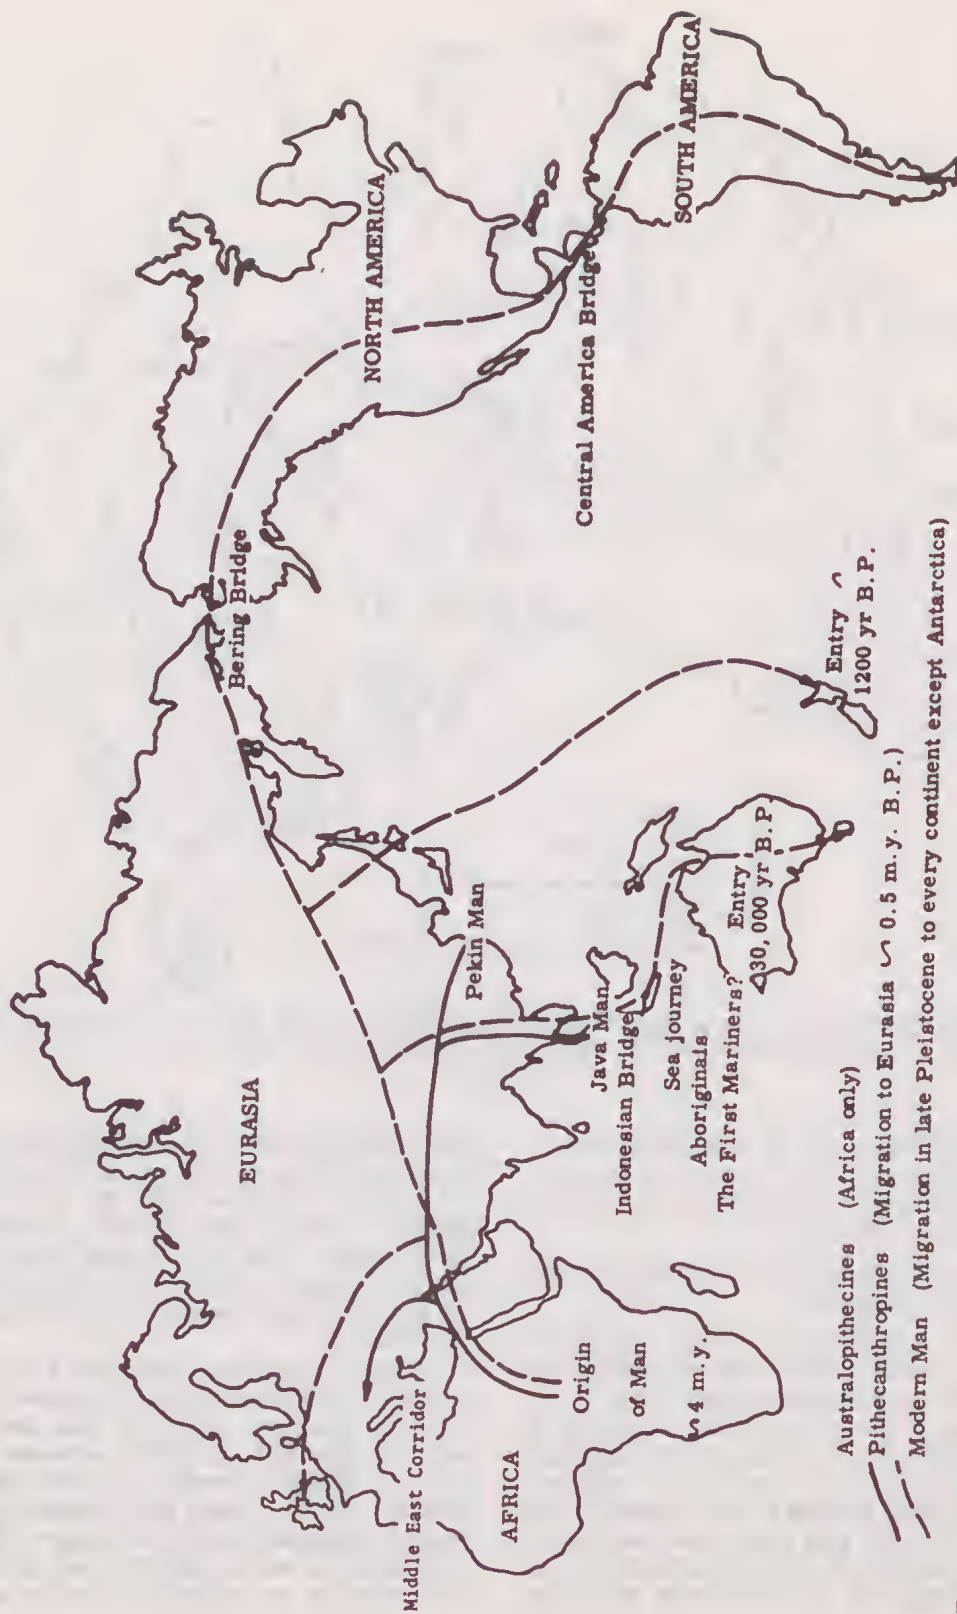 EURASIA
NORTH AMERICA
SOUTH AMERICA
AFRICA
Middle East Corridor
Bering Bridge
Central America Bridge
Pekin Man
Java Man
Indonesian Bridge
Sea journey
Aboriginals
The First Mariners?
Entry
30,000 yr B.P
Entry ~
1200 yr B.P.
Origin
of Man
~4 m.y.
Australopithecines (Africa only)
Pithecanthropines (Migration to Eurasia ~ 0.5 m.y. B.P.)
Modern Man (Migration in late Pleistocene to every continent except Antarctica)